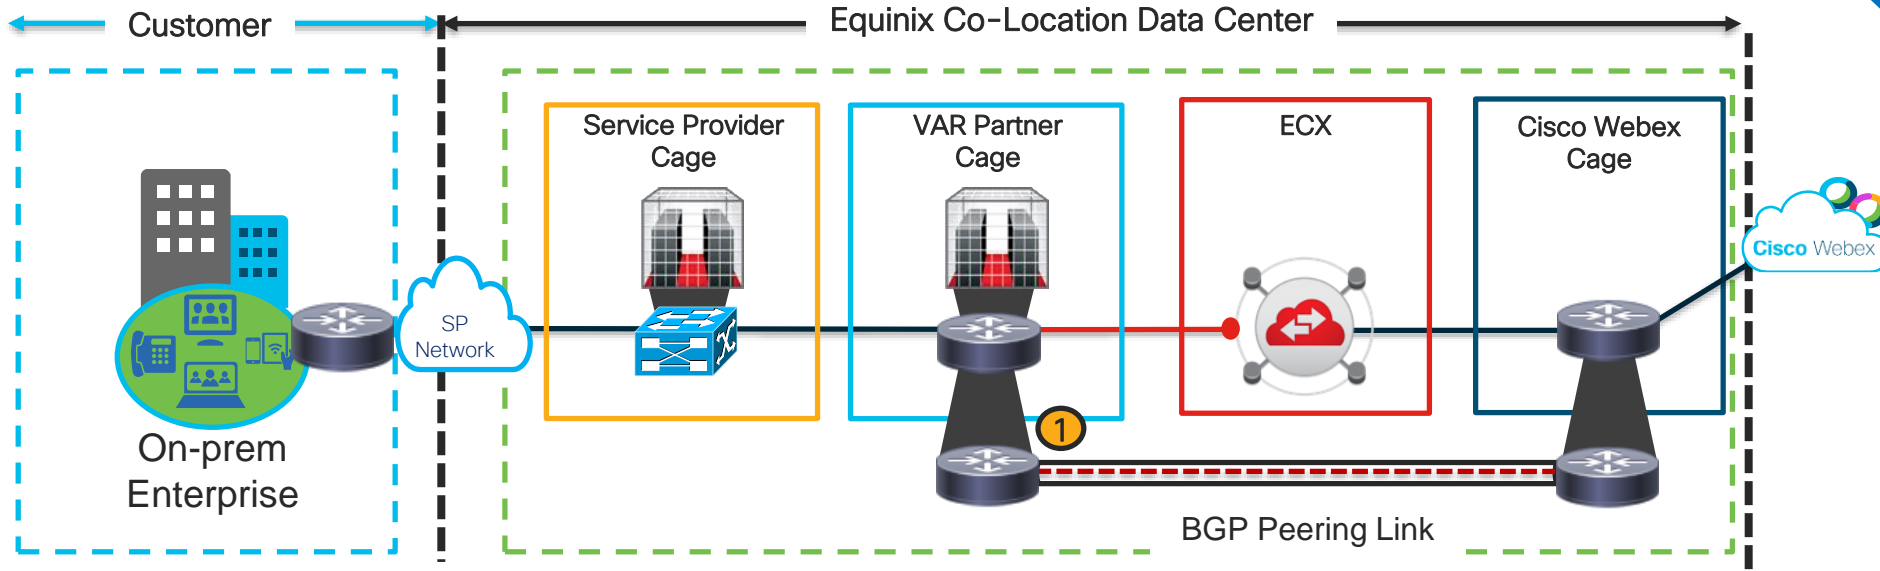 Customer
Equinix Co-Location Data Center
Service Provider
Cage
VAR Partner
Cage
ECX
Cisco Webex
Cage
Cisco Webex
SP
Network
1
On-prem
Enterprise
BGP Peering Link